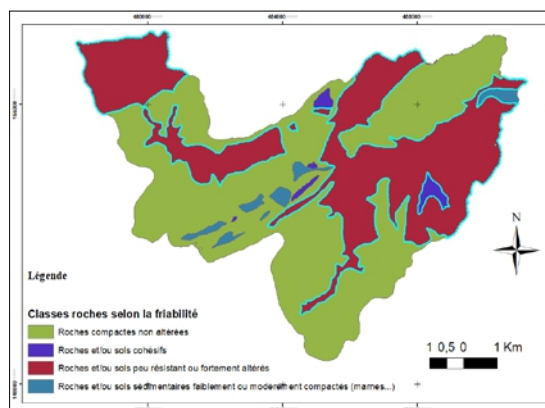 N
Légende
Classes roches selon la friabilité
Roches compactes non altérées
Roches et/ou sols cohésifs
Roches et/ou sols peu résistant ou fortement altérés
Roches et/ou sols sédimentaires faiblement ou moderément compactes (marnes...)
1 0,5 0 1 Km